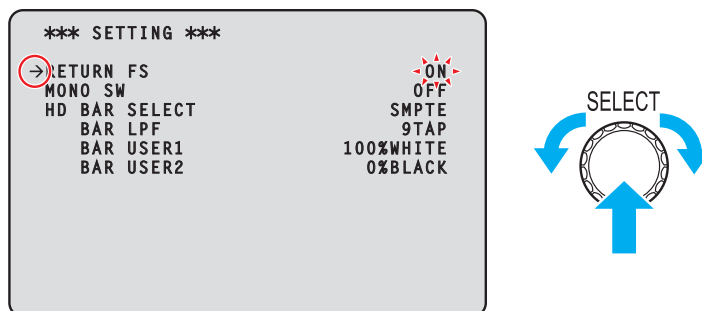 *** SETTING ***
→RETURN FS ON
MONO SW OFF
HD BAR SELECT SMPTE
BAR LPF 9TAP
BAR USER1 100%WHITE
BAR USER2 0%BLACK
SELECT